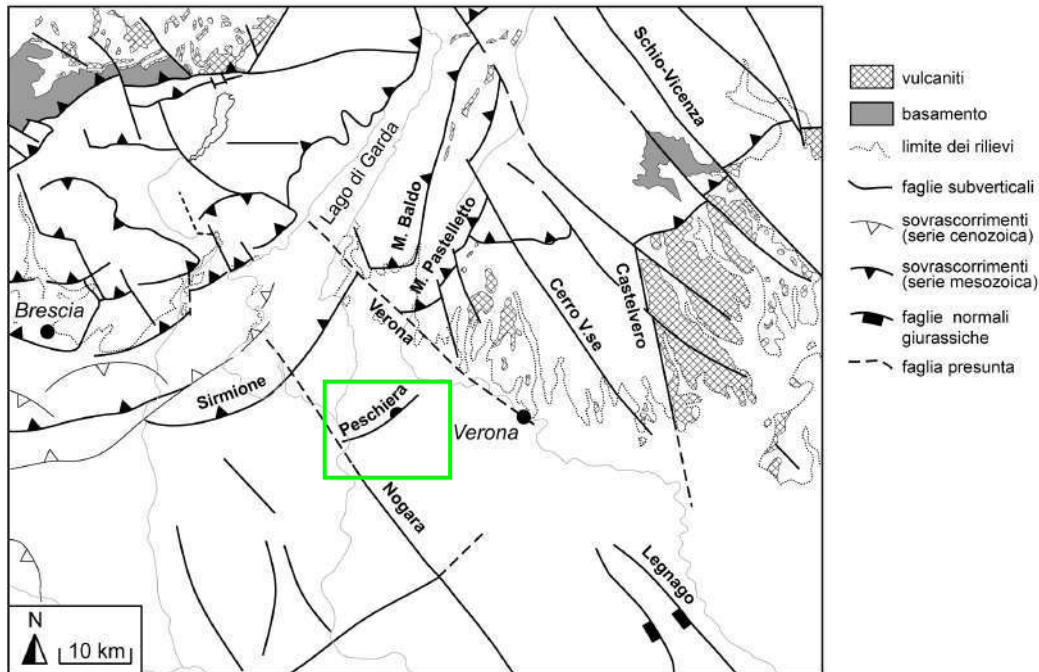 Schio-Vicenza
Lago di Garda
M. Baldo
M. Pastelletto
Verona
Cerro V.se
Castelvero
Brescia
Sirmione
Peschiera
Verona
Nogara
Legnago
N
10 km
vulcaniti
basamento
limite dei rilievi
faglie subverticali
sovrascorrimenti
(serie cenozoica)
sovrascorrimenti
(serie mesozoica)
faglie normali
giurassiche
faglia presunta